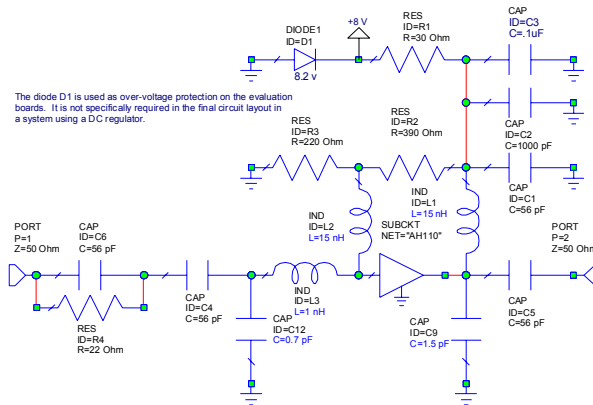 DIODE1
ID=D1
8.2 v
+8 V
RES
ID=R1
R=30 Ohm
CAP
ID=C3
C=.1uF
The diode D1 is used as over-voltage protection on the evaluation
boards. It is not specifically required in the final circuit layout in
a system using a DC regulator.
CAP
ID=C2
C=1000 pF
RES
ID=R3
R=220 Ohm
RES
ID=R2
R=390 Ohm
CAP
ID=C1
C=56 pF
IND
ID=L2
L=15 nH
IND
ID=L1
L=15 nH
SUBCKT
NET="AH110"
PORT
P=1
Z=50 Ohm
CAP
ID=C6
C=56 pF
RES
ID=R4
R=22 Ohm
CAP
ID=C4
C=56 pF
IND
ID=L3
L=1 nH
CAP
ID=C12
C=0.7 pF
CAP
ID=C9
C=1.5 pF
CAP
ID=C5
C=56 pF
PORT
P=2
Z=50 Ohm